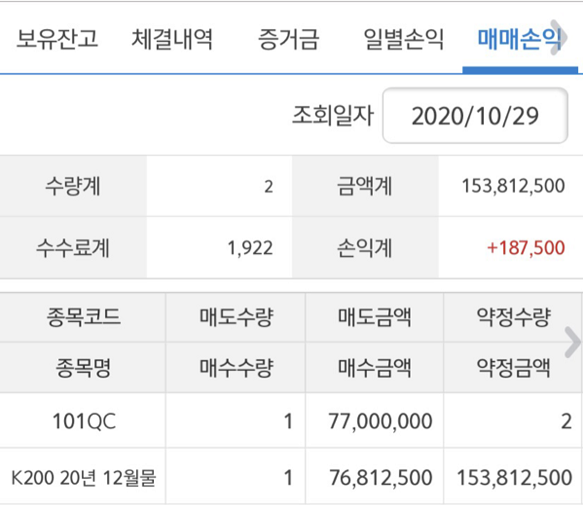 보유잔고 체결내역 증거금 일별손익 매매손익
조회일자 2020/10/29
수량계 2 금액계 153,812,500
수수료계 1,922 손익계 +187,500
종목코드 매도수량 매도금액 약정수량
종목명 매수수량 매수금액 약정금액
101QC 1 77,000,000 2
K200 20년 12월물 1 76,812,500 153,812,500